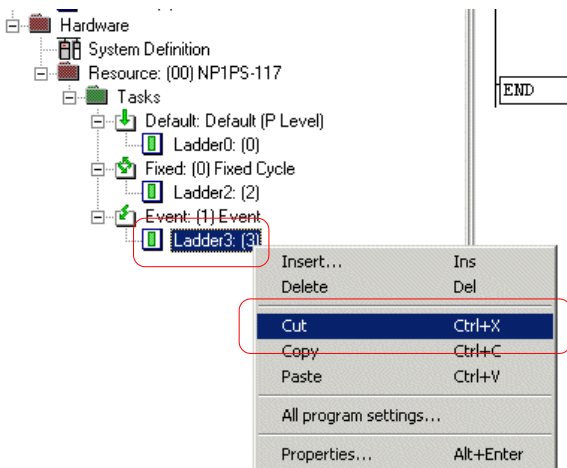 Hardware
System Definition
Resource: (00) NP1PS-117
Tasks
END
Default: Default (P Level)
Ladder0: (0)
Fixed: (0) Fixed Cycle
Ladder2: (2)
Event: (1) Event
Ladder3: (3)
Insert... Ins
Delete Del
Cut Ctrl+X
Copy Ctrl+C
Paste Ctrl+V
All program settings...
Properties... Alt+Enter